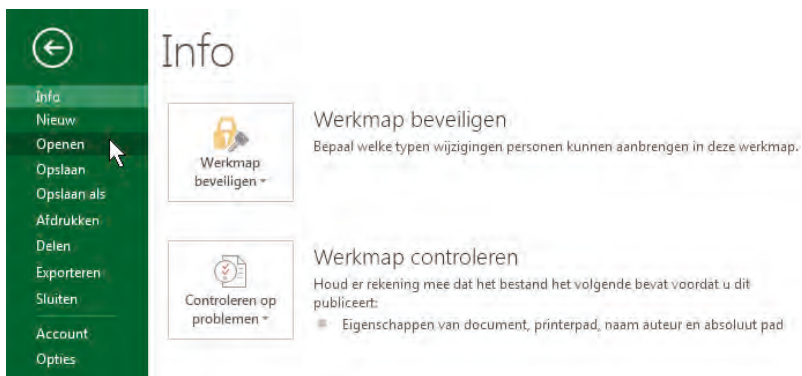 Info
Info
Nieuw
Openen
Opslaan
Opslaan als
Afdrukken
Delen
Exporteren
Sluiten
Account
Opties
Werkmap
beveiligen
Werkmap beveiligen
Bepaal welke typen wijzigingen personen kunnen aanbrengen in deze werkmap.
Controleren op
problemen
Werkmap controleren
Houd er rekening mee dat het bestand het volgende bevat voordat u dit
publiceert:
Eigenschappen van document, printerpad, naam auteur en absoluut pad